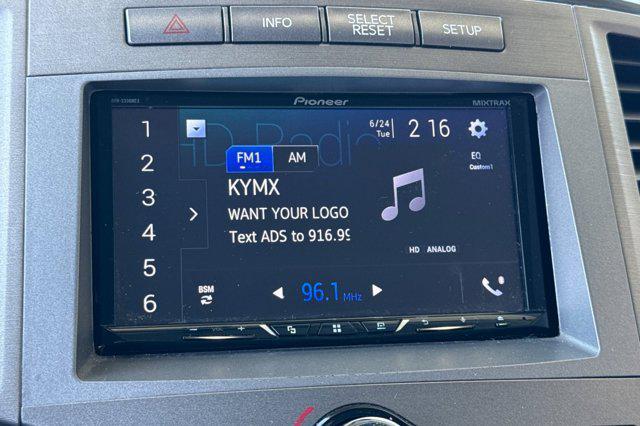 INFO
SELECT
RESET
SETUP
Pioneer
MIXTRAX
HD Radio
1
2
3
4
5
6
6/24
Tue
2 16
FM1
AM
EQ
Custom1
KYMX
WANT YOUR LOGO
Text ADS to 916.99
HD ANALOG
BSM
96.1 MHz